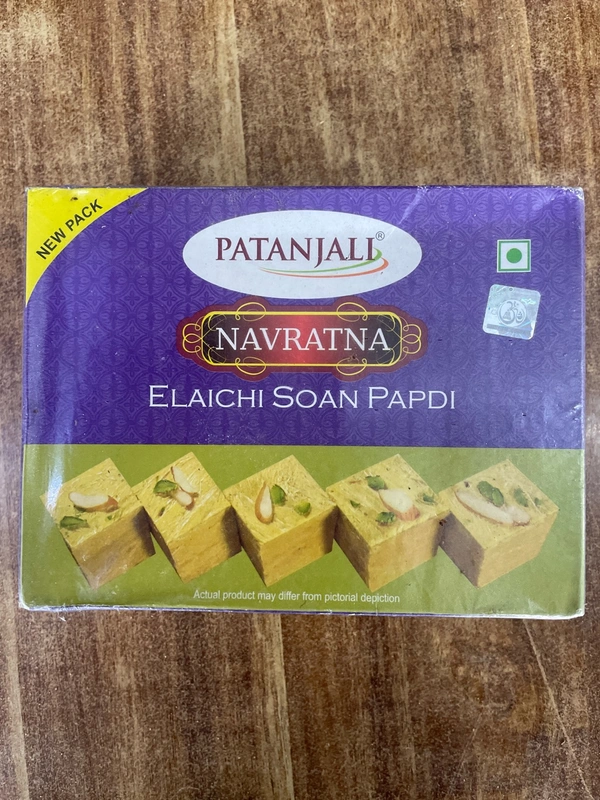 NEW PACK
PATANJALI®
NAVRATNA
ELAICHI SOAN PAPDI
Actual product may differ from pictorial depiction